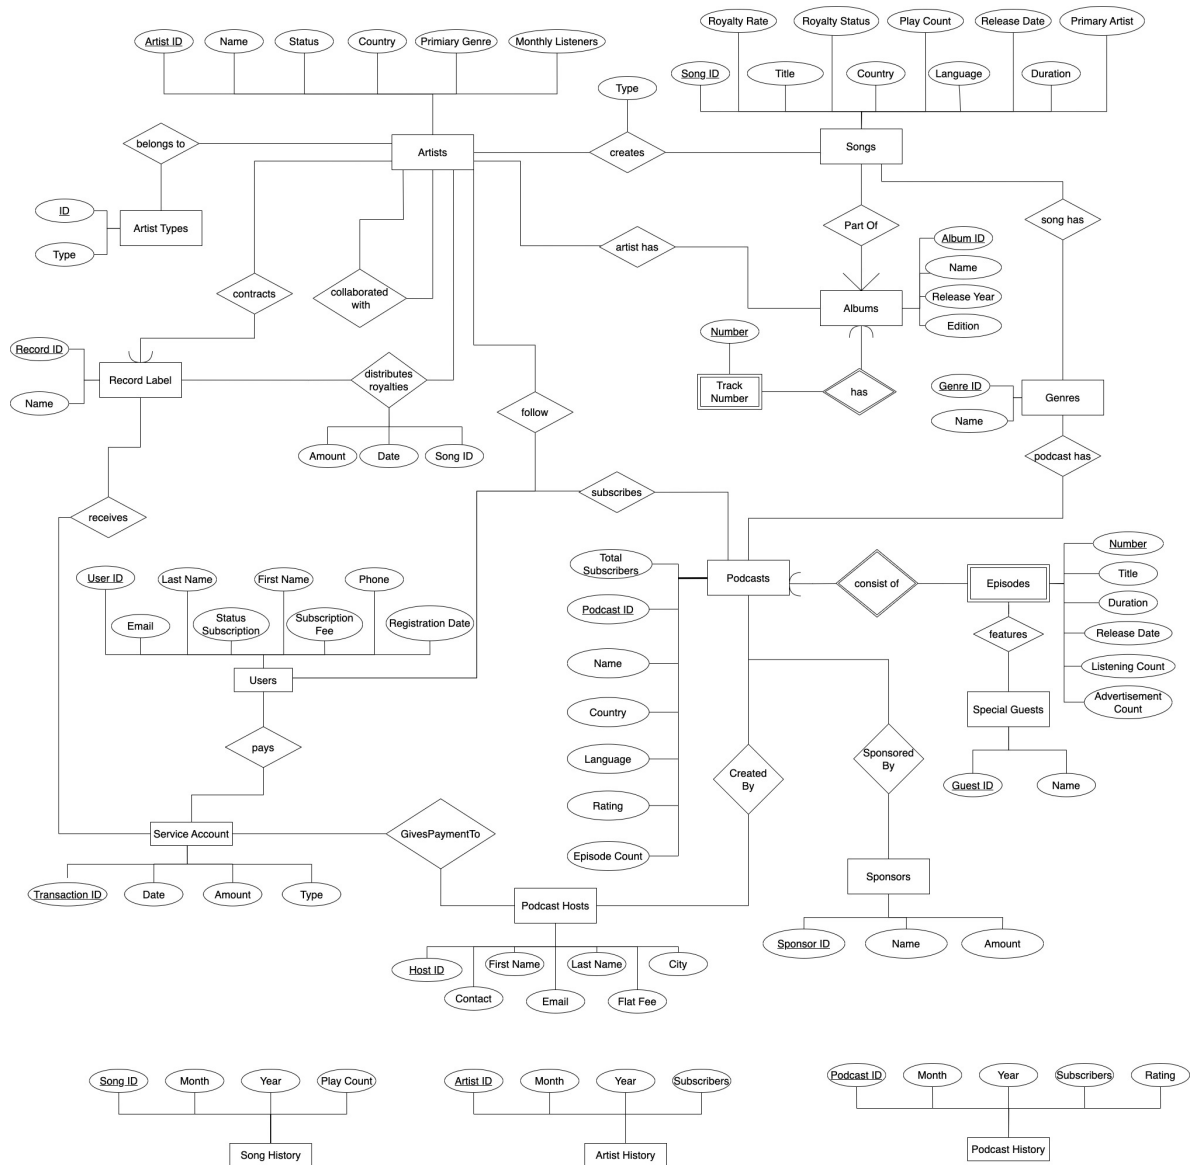 Royalty Rate
Royalty Status
Play Count
Release Date
Primary Artist
Artist ID
Name
Status
Country
Primiary Genre
Monthly Listeners
Song ID
Title
Country
Language
Duration
Type
belongs to
Artists
creates
Songs
ID
Type
Artist Types
Part Of
song has
artist has
Album ID
Name
Release Year
Edition
Albums
contracts
collaborated
with
Number
Record ID
Name
Record Label
distributes
royalties
Track
Number
has
Genre ID
Name
Genres
follow
Amount
Date
Song ID
podcast has
subscribes
receives
Total
Subscribers
Podcasts
consist of
Episodes
Number
Title
Duration
Release Date
Listening Count
Advertisement
Count
User ID
Last Name
First Name
Phone
Email
Status
Subscription
Subscription
Fee
Registration Date
Podcast ID
features
Name
Users
Country
Special Guests
pays
Language
Created
By
Sponsored
By
Guest ID
Name
Rating
Service Account
GivesPaymentTo
Episode Count
Transaction ID
Date
Amount
Type
Podcast Hosts
Sponsors
Sponsor ID
Name
Amount
Host ID
First Name
Last Name
City
Contact
Email
Flat Fee
Song ID
Month
Year
Play Count
Artist ID
Month
Year
Subscribers
Podcast ID
Month
Year
Subscribers
Rating
Song History
Artist History
Podcast History